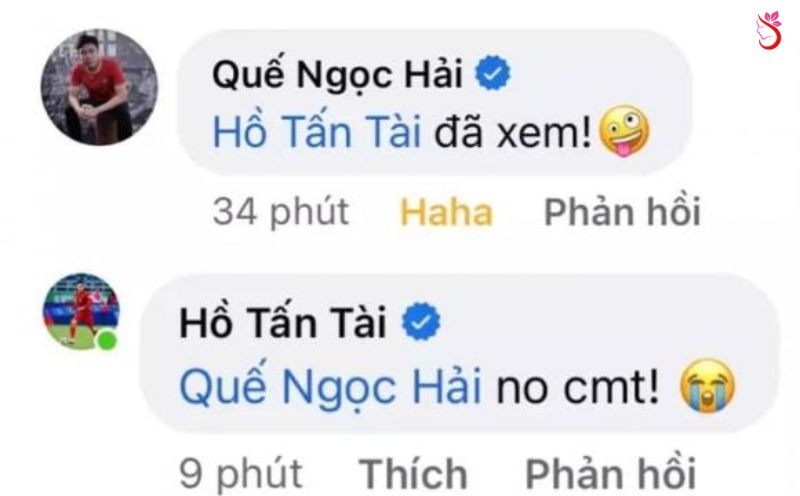 Quế Ngọc Hải
Hồ Tấn Tài đã xem!🤪
34 phút Haha Phản hồi
Hồ Tấn Tài
Quế Ngọc Hải no cmt! 😭
9 phút Thích Phản hồi